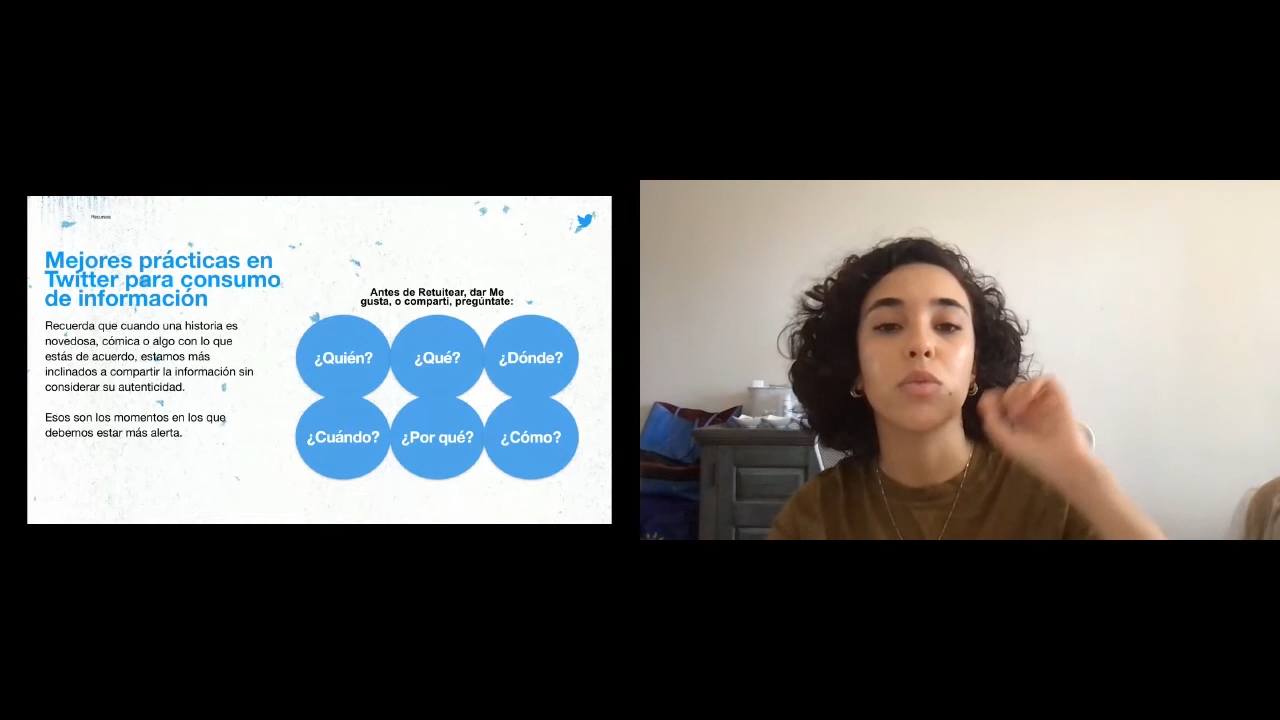 Recursos
Mejores prácticas en
Twitter para consumo
de información
Recuerda que cuando una historia es
novedosa, cómica o algo con lo que
estás de acuerdo, estamos más
inclinados a compartir la información sin
considerar su autenticidad.
Esos son los momentos en los que
debemos estar más alerta.
Antes de Retuitear, dar Me
gusta, o comparti, pregúntate:
¿Quién?
¿Qué?
¿Dónde?
¿Cuándo?
¿Por qué?
¿Cómo?